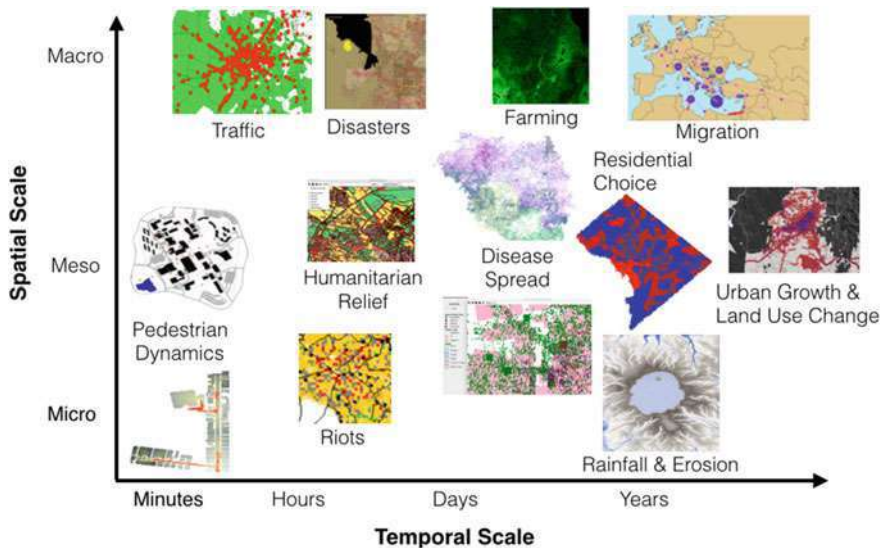 Macro
Traffic
Disasters
Farming
Migration
Residential
Choice
Spatial Scale
Meso
Humanitarian
Relief
Disease
Spread
Urban Growth &
Land Use Change
Pedestrian
Dynamics
Micro
Riots
Rainfall & Erosion
Minutes
Hours
Days
Years
Temporal Scale